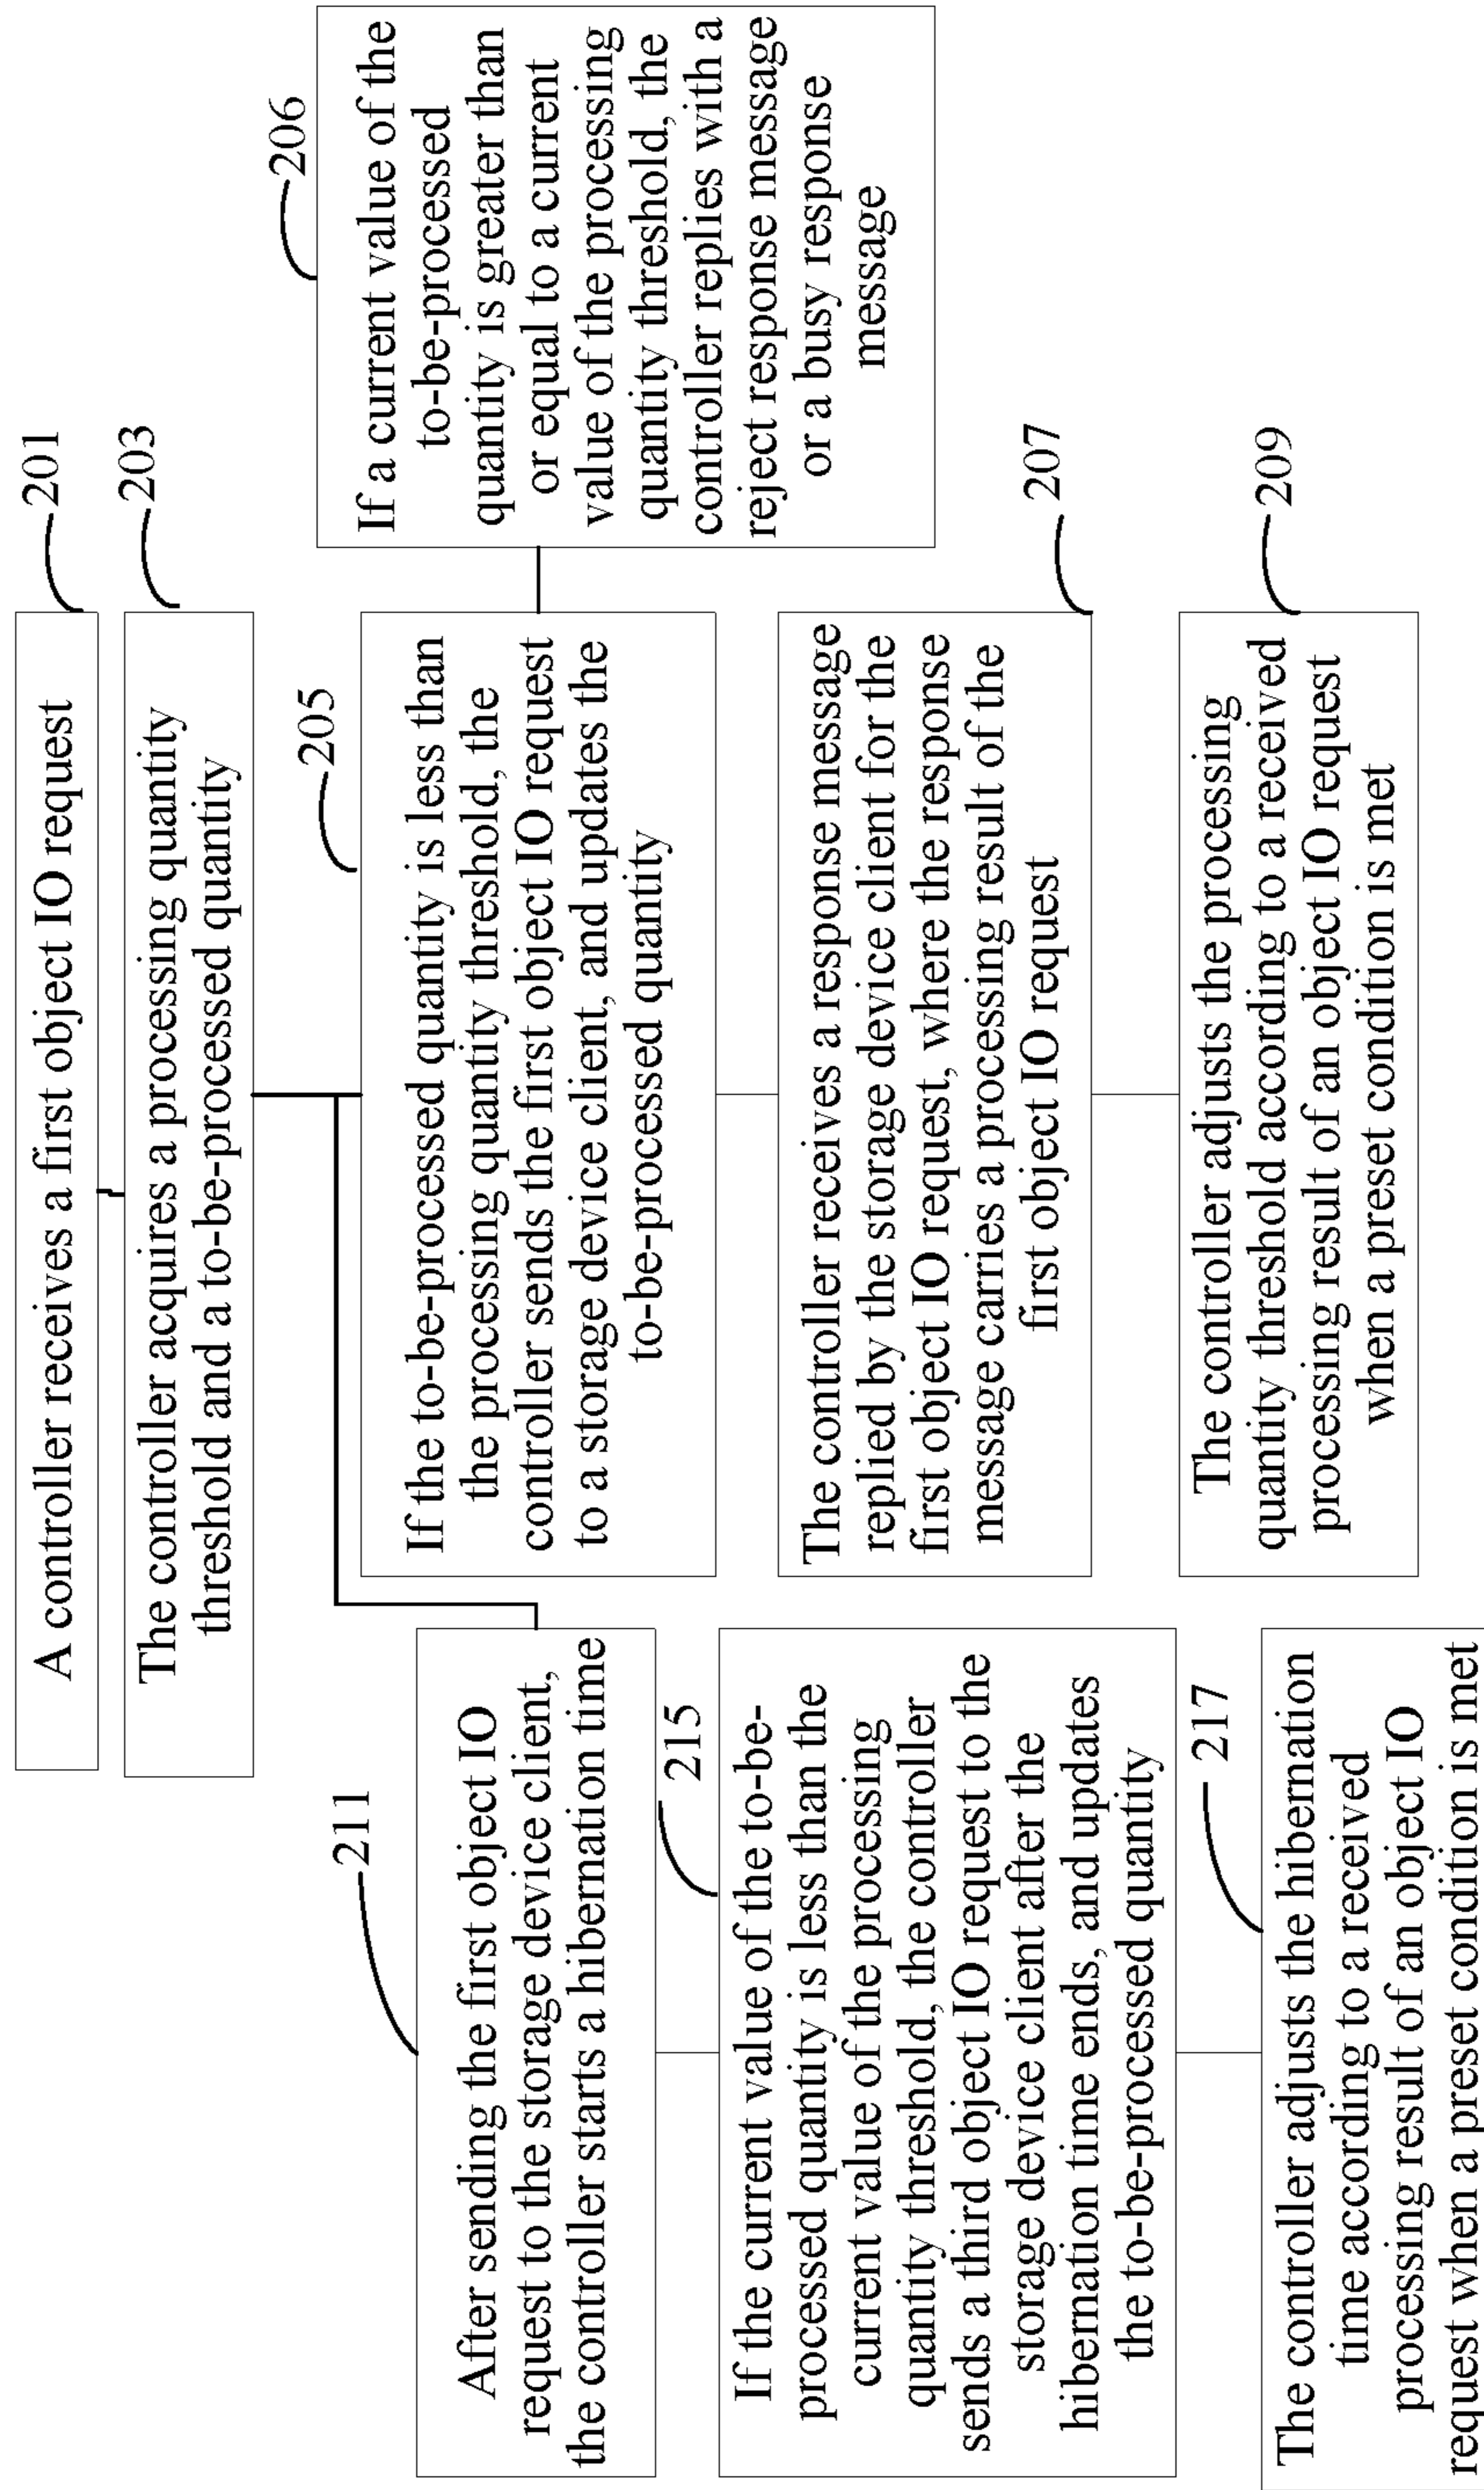 A controller receives a first object IO request
201
The controller acquires a processing quantity
threshold and a to-be-processed quantity
203
205
If the to-be-processed quantity is less than
the processing quantity threshold, the
controller sends the first object IO request
to a storage device client, and updates the
to-be-processed quantity
206
If a current value of the
to-be-processed
quantity is greater than
or equal to a current
value of the processing
quantity threshold, the
controller replies with a
reject response message
or a busy response
message
The controller receives a response message
replied by the storage device client for the
first object IO request, where the response
message carries a processing result of the
first object IO request
207
The controller adjusts the processing
quantity threshold according to a received
processing result of an object IO request
when a preset condition is met
209
211
After sending the first object IO
request to the storage device client,
the controller starts a hibernation time
215
If the current value of the to-be-
processed quantity is less than the
current value of the processing
quantity threshold, the controller
sends a third object IO request to the
storage device client after the
hibernation time ends, and updates
the to-be-processed quantity
217
The controller adjusts the hibernation
time according to a received
processing result of an object IO
request when a preset condition is met